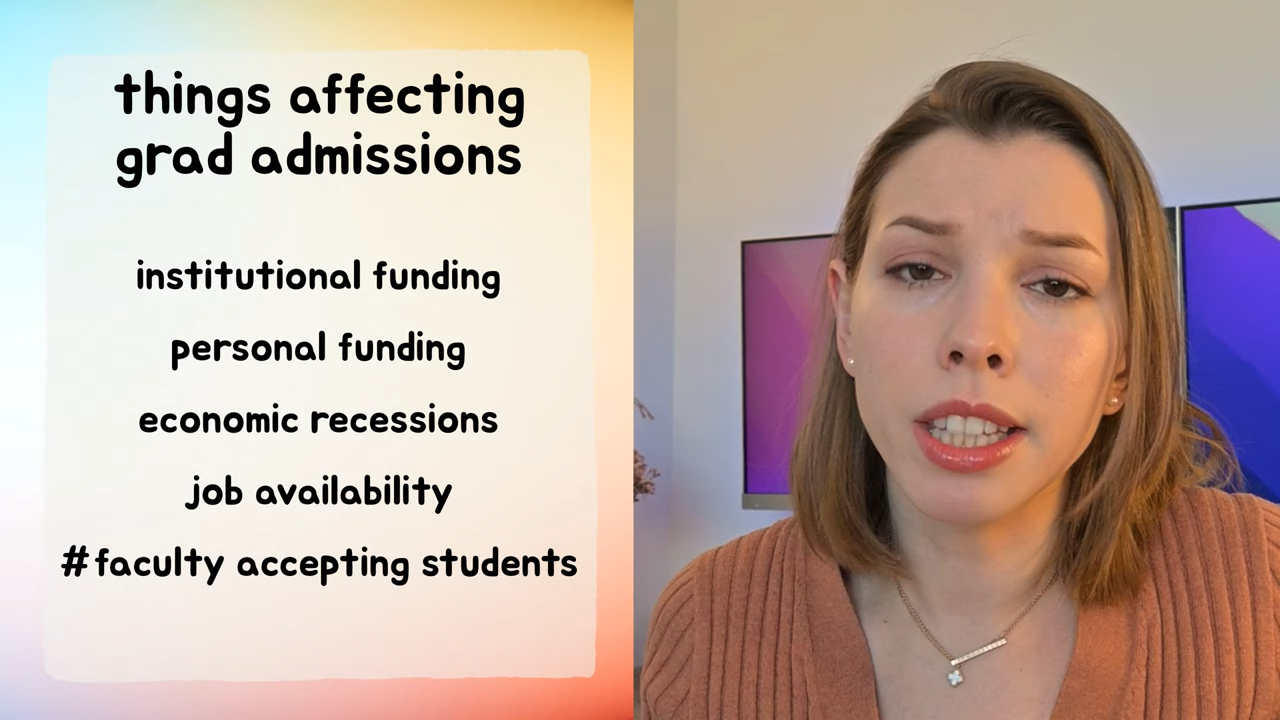 things affecting
grad admissions
institutional funding
personal funding
economic recessions
job availability
#faculty accepting students